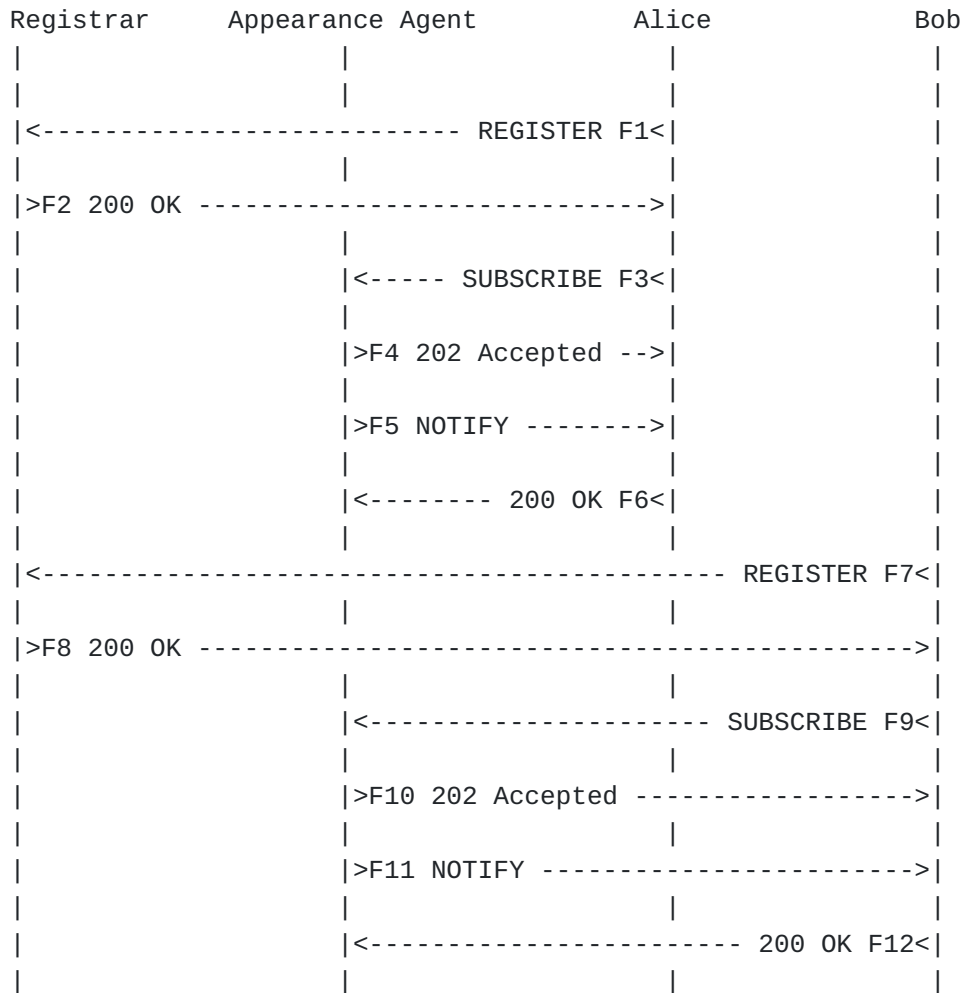 Registrar     Appearance Agent          Alice             Bob
|                    |                    |                |
|                    |                    |                |
|<--------------------------- REGISTER F1<|                |
|                    |                    |                |
|>F2 200 OK ----------------------------->|                |
|                    |                    |                |
|                    |<----- SUBSCRIBE F3<|                |
|                    |                    |                |
|                    |>F4 202 Accepted -->|                |
|                    |                    |                |
|                    |>F5 NOTIFY -------->|                |
|                    |                    |                |
|                    |<-------- 200 OK F6<|                |
|                    |                    |                |
|<-------------------------------------------- REGISTER F7<|
|                    |                    |                |
|>F8 200 OK ---------------------------------------------->|
|                    |                    |                |
|                    |<---------------------- SUBSCRIBE F9<|
|                    |                    |                |
|                    |>F10 202 Accepted ------------------>|
|                    |                    |                |
|                    |>F11 NOTIFY ------------------------>|
|                    |                    |                |
|                    |<------------------------ 200 OK F12<|
|                    |                    |                |